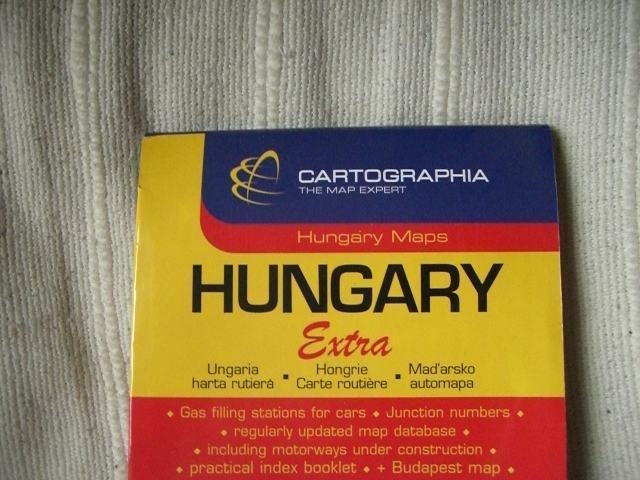 CARTOGRAPHIA
THE MAP EXPERT
Hungary Maps
HUNGARY
Extra
Ungaria
harta rutieră
▪ Hongrie
Carte routière
▪ Mad'arsko
automapa
◆ Gas filling stations for cars ◆ Junction numbers ◆
◆ regularly updated map database ◆
◆ including motorways under construction ◆
◆ practical index booklet ◆ + Budapest map ◆